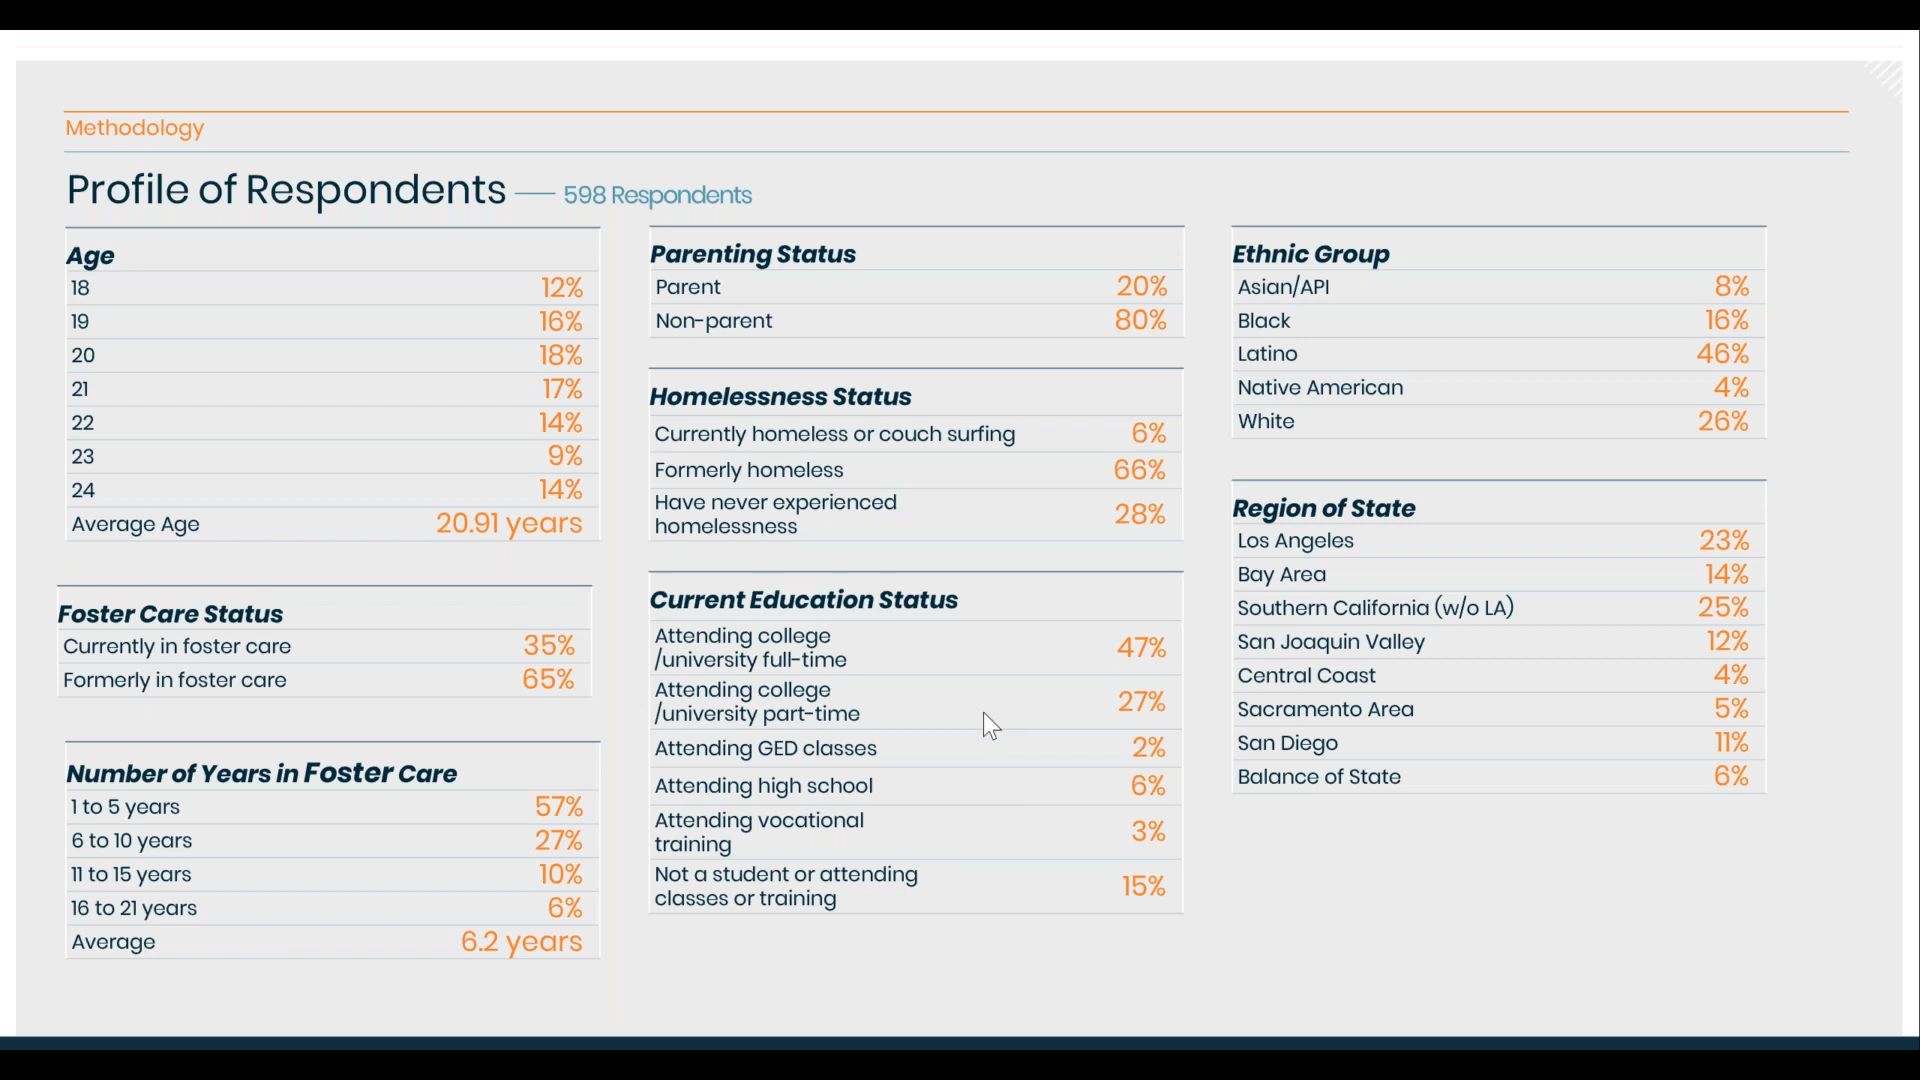 Methodology
Profile of Respondents — 598 Respondents
Age
18 12%
19 16%
20 18%
21 17%
22 14%
23 9%
24 14%
Average Age 20.91 years
Foster Care Status
Currently in foster care 35%
Formerly in foster care 65%
Number of Years in Foster Care
1 to 5 years 57%
6 to 10 years 27%
11 to 15 years 10%
16 to 21 years 6%
Average 6.2 years
Parenting Status
Parent 20%
Non-parent 80%
Homelessness Status
Currently homeless or couch surfing 6%
Formerly homeless 66%
Have never experienced
homelessness 28%
Current Education Status
Attending college
/university full-time 47%
Attending college
/university part-time 27%
Attending GED classes 2%
Attending high school 6%
Attending vocational
training 3%
Not a student or attending
classes or training 15%
Ethnic Group
Asian/API 8%
Black 16%
Latino 46%
Native American 4%
White 26%
Region of State
Los Angeles 23%
Bay Area 14%
Southern California (w/o LA) 25%
San Joaquin Valley 12%
Central Coast 4%
Sacramento Area 5%
San Diego 11%
Balance of State 6%